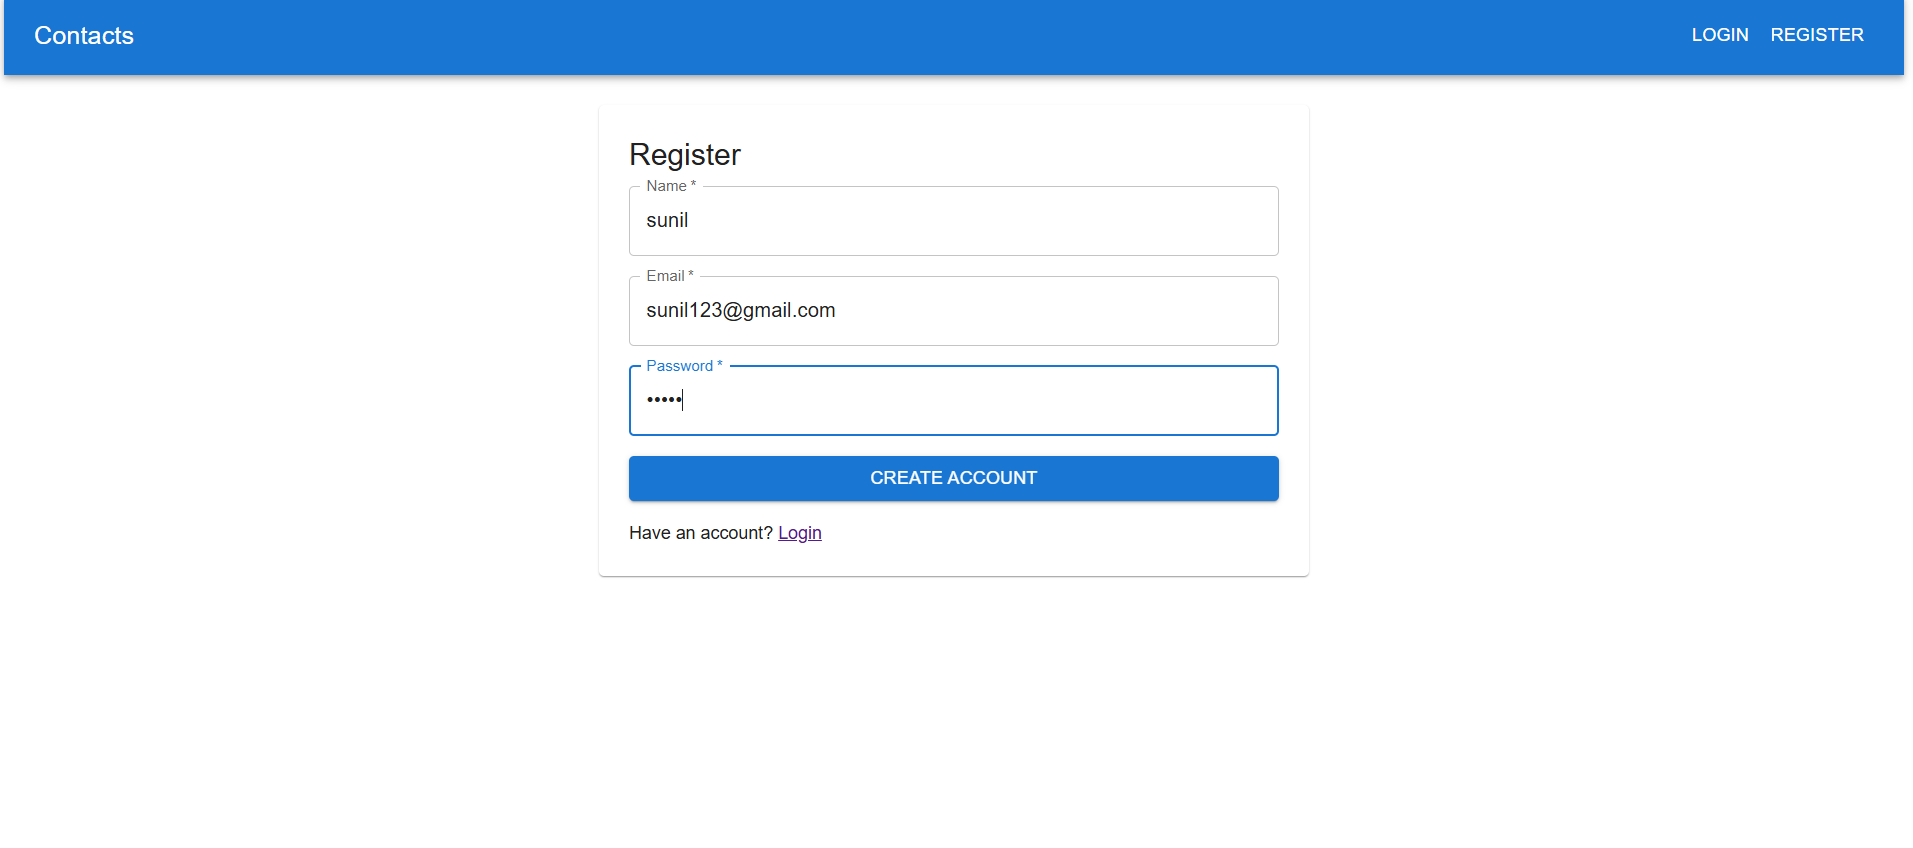 Contacts
LOGIN REGISTER
Register
Name *
sunil
Email *
sunil123@gmail.com
Password *
•••••
CREATE ACCOUNT
Have an account? Login